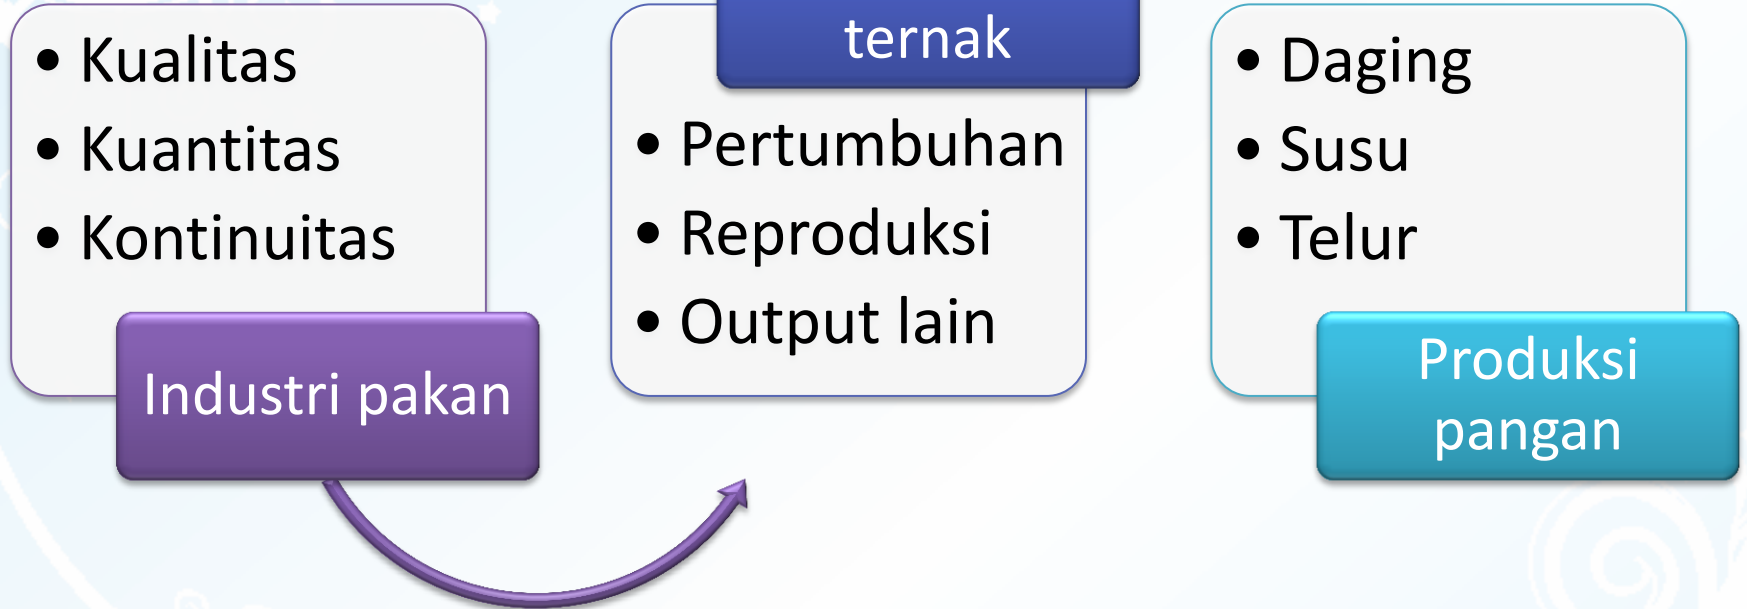 • Kualitas
• Kuantitas
• Kontinuitas
Industri pakan
ternak
• Pertumbuhan
• Reproduksi
• Output lain
• Daging
• Susu
• Telur
Produksi
pangan